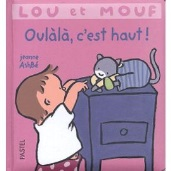 LOU et MOUF
Oulàlà, c'est haut !
Jeanne
AshBé
PASTEL